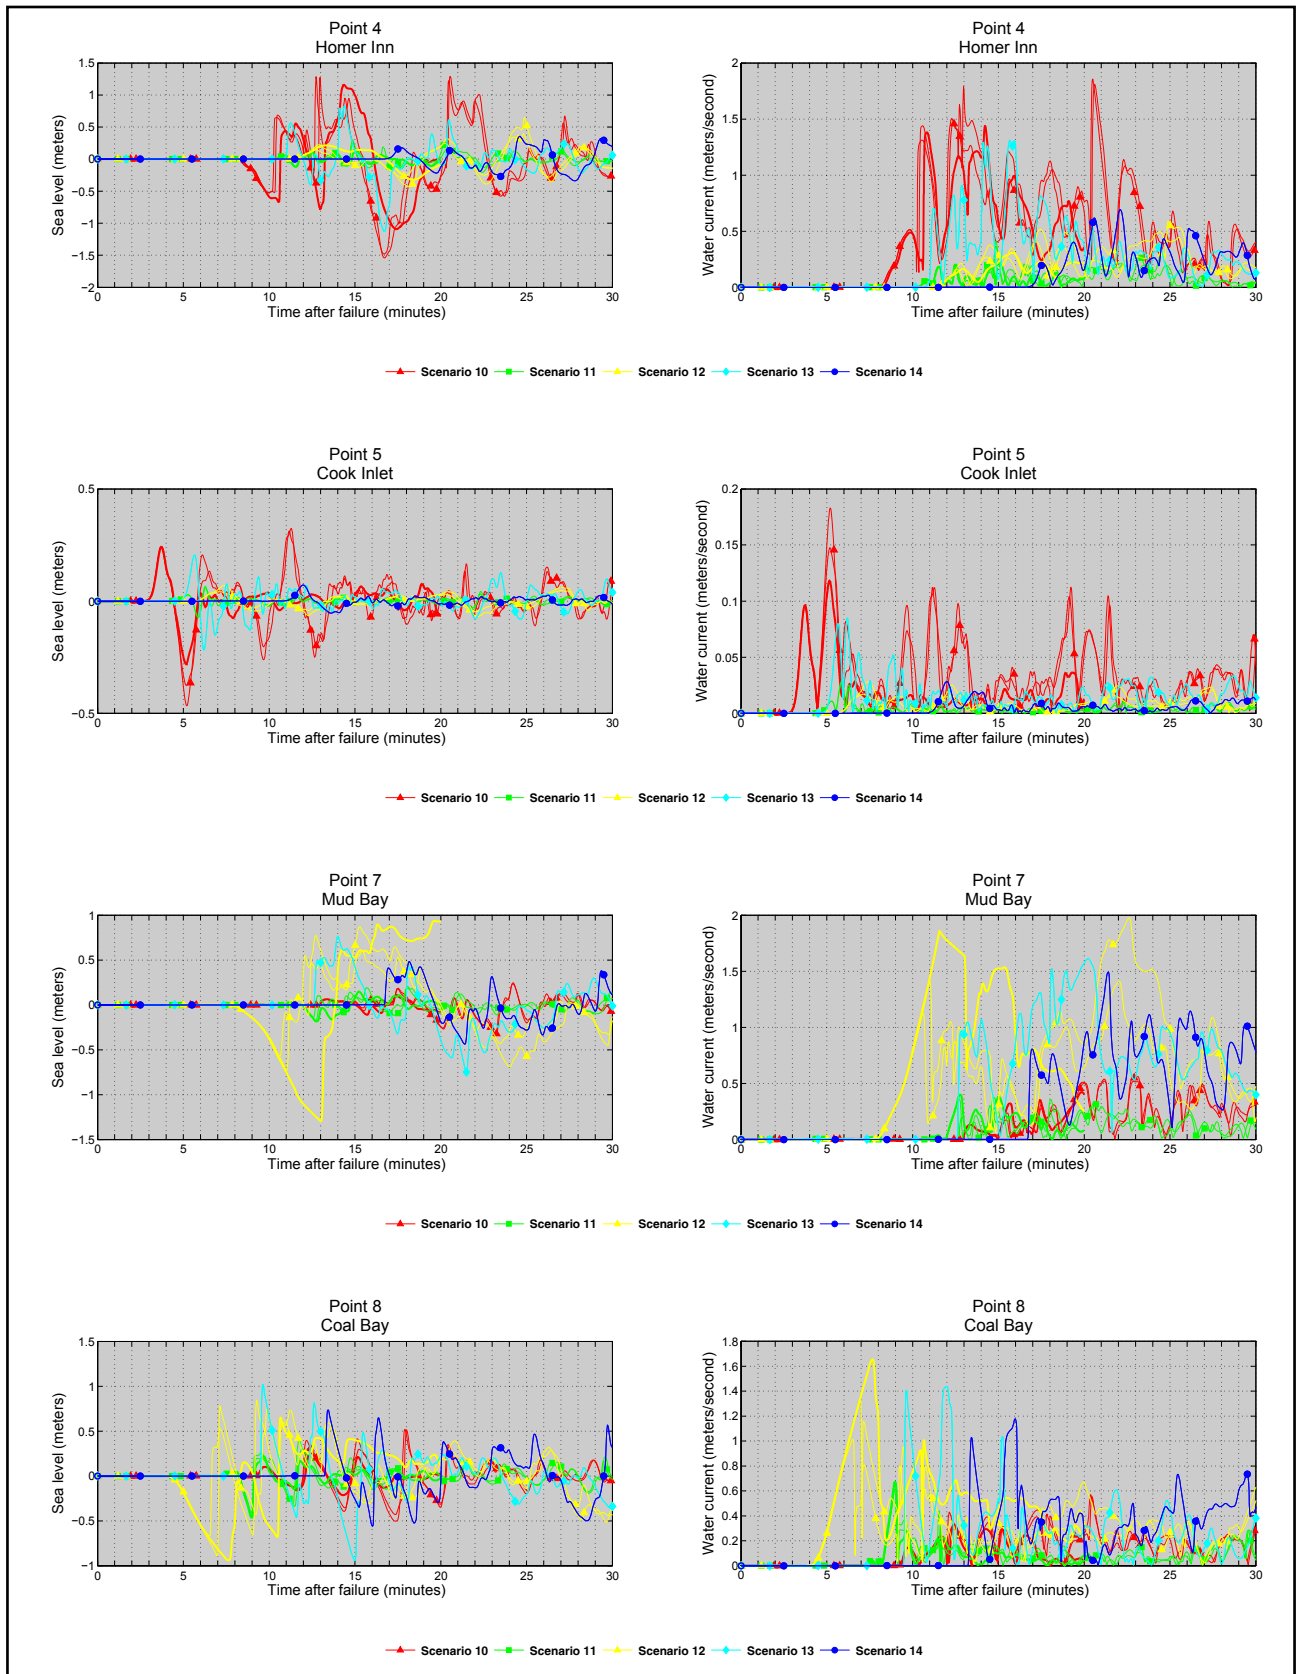 Point 4
Homer Inn
Sea level (meters)
1.5
1
0.5
0
−0.5
−1
−1.5
−2
0 5 10 15 20 25 30
Time after failure (minutes)
Point 4
Homer Inn
Water current (meters/second)
2
1.5
1
0.5
0
0 5 10 15 20 25 30
Time after failure (minutes)
Scenario 10 Scenario 11 Scenario 12 Scenario 13 Scenario 14
Point 5
Cook Inlet
Sea level (meters)
0.5
0
−0.5
0 5 10 15 20 25 30
Time after failure (minutes)
Point 5
Cook Inlet
Water current (meters/second)
0.2
0.15
0.1
0.05
0
0 5 10 15 20 25 30
Time after failure (minutes)
Scenario 10 Scenario 11 Scenario 12 Scenario 13 Scenario 14
Point 7
Mud Bay
Sea level (meters)
1
0.5
0
−0.5
−1
−1.5
0 5 10 15 20 25 30
Time after failure (minutes)
Point 7
Mud Bay
Water current (meters/second)
2
1.5
1
0.5
0
0 5 10 15 20 25 30
Time after failure (minutes)
Scenario 10 Scenario 11 Scenario 12 Scenario 13 Scenario 14
Point 8
Coal Bay
Sea level (meters)
1.5
1
0.5
0
−0.5
−1
0 5 10 15 20 25 30
Time after failure (minutes)
Point 8
Coal Bay
Water current (meters/second)
1.8
1.6
1.4
1.2
1
0.8
0.6
0.4
0.2
0
0 5 10 15 20 25 30
Time after failure (minutes)
Scenario 10 Scenario 11 Scenario 12 Scenario 13 Scenario 14